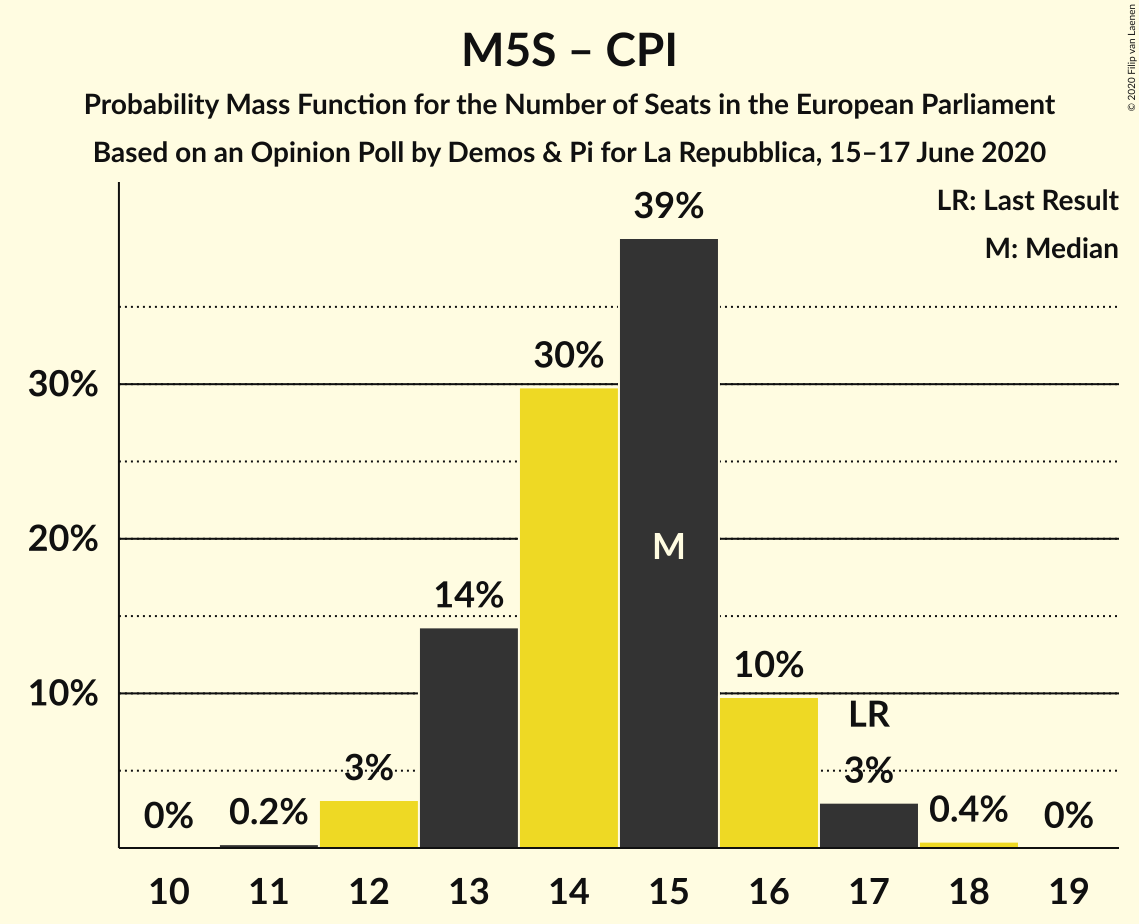 M5S – CPI
Probability Mass Function for the Number of Seats in the European Parliament
Based on an Opinion Poll by Demos & Pi for La Repubblica, 15–17 June 2020
© 2020 Filip van Laenen
LR: Last Result
M: Median
39%
30%
30%
20%
M
14%
10%
10%
LR
3%
3%
0%
0.2%
0.4%
0%
10 11 12 13 14 15 16 17 18 19